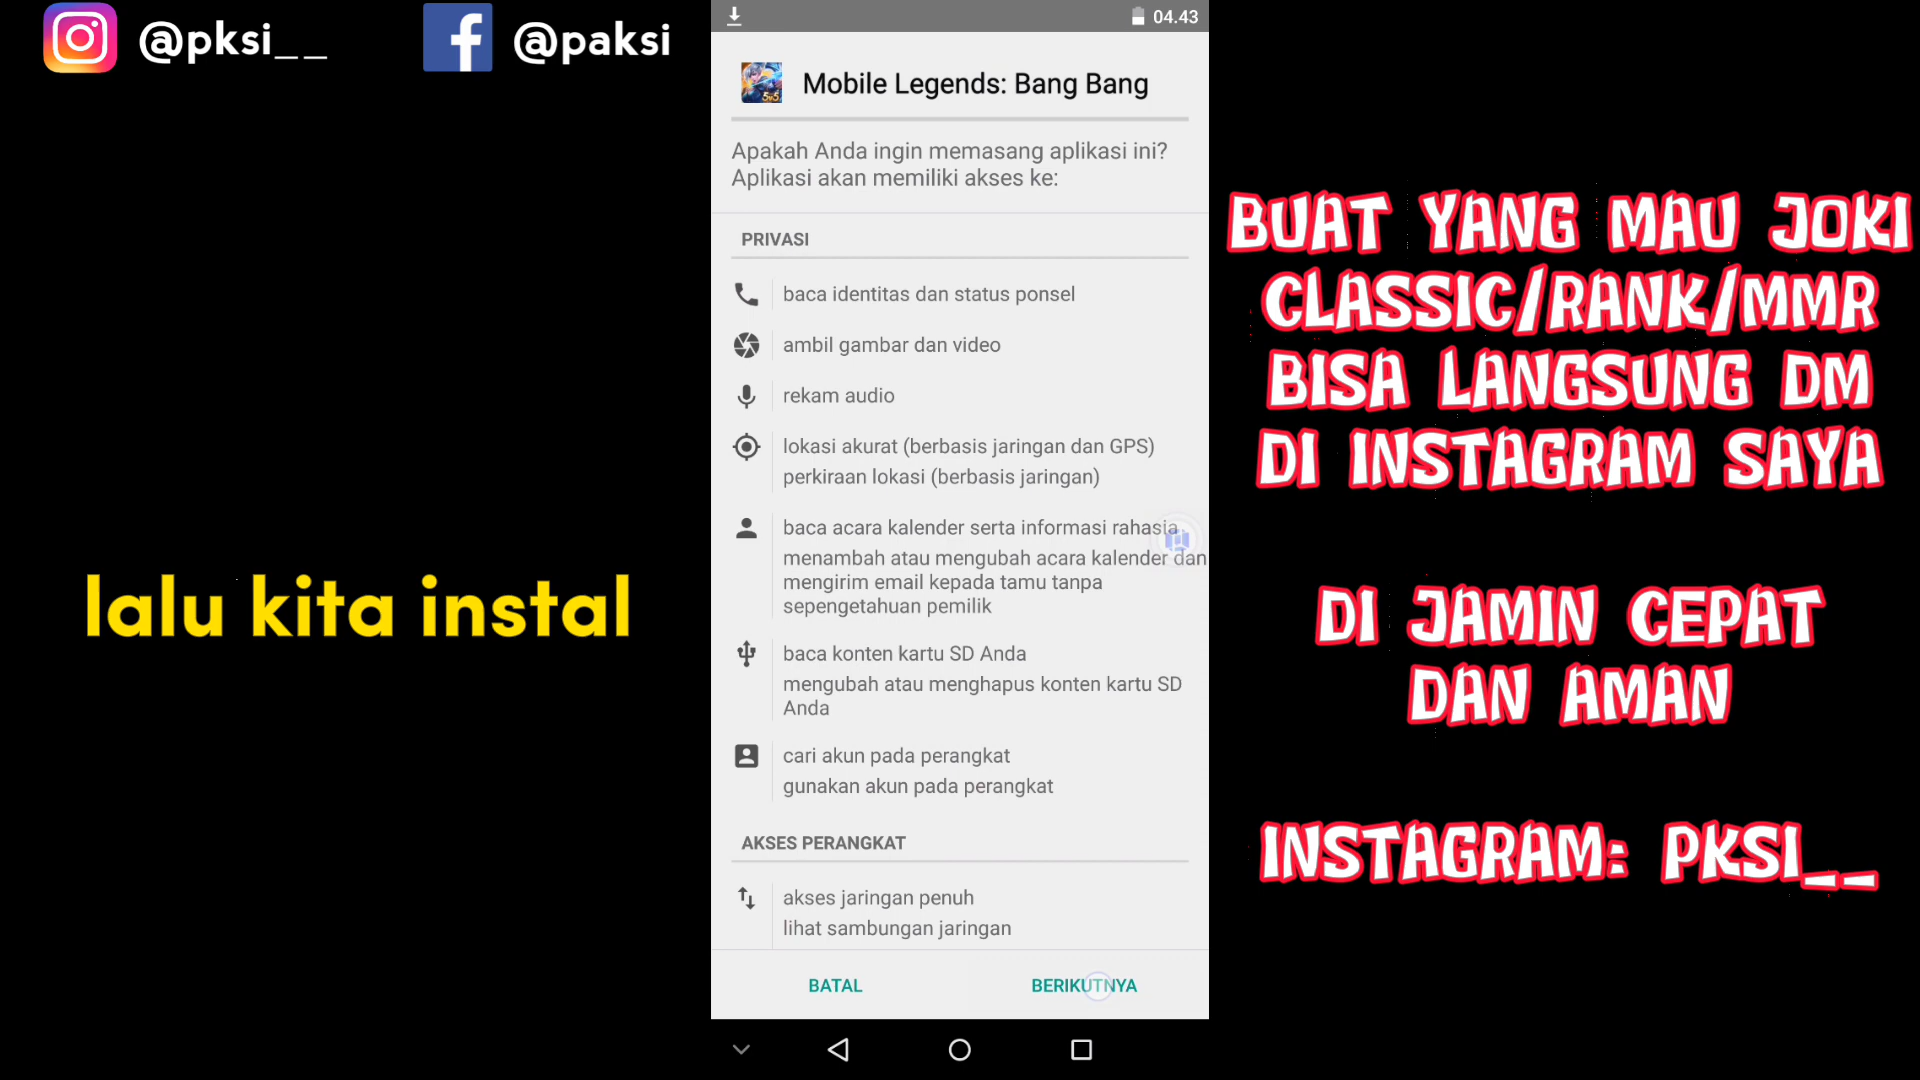 @pksi__
@paksi
04.43
Mobile Legends: Bang Bang
Apakah Anda ingin memasang aplikasi ini?
Aplikasi akan memiliki akses ke:
PRIVASI
baca identitas dan status ponsel
ambil gambar dan video
rekam audio
lokasi akurat (berbasis jaringan dan GPS)
perkiraan lokasi (berbasis jaringan)
baca acara kalender serta informasi rahasia
menambah atau mengubah acara kalender dan
mengirim email kepada tamu tanpa
sepengetahuan pemilik
baca konten kartu SD Anda
mengubah atau menghapus konten kartu SD
Anda
cari akun pada perangkat
gunakan akun pada perangkat
AKSES PERANGKAT
akses jaringan penuh
lihat sambungan jaringan
BATAL
BERIKUTNYA
lalu kita instal
BUAT YANG MAU JOKI
CLASSIC/RANK/MMR
BISA LANGSUNG DM
DI INSTAGRAM SAYA
DI JAMIN CEPAT
DAN AMAN
INSTAGRAM: PKSI__